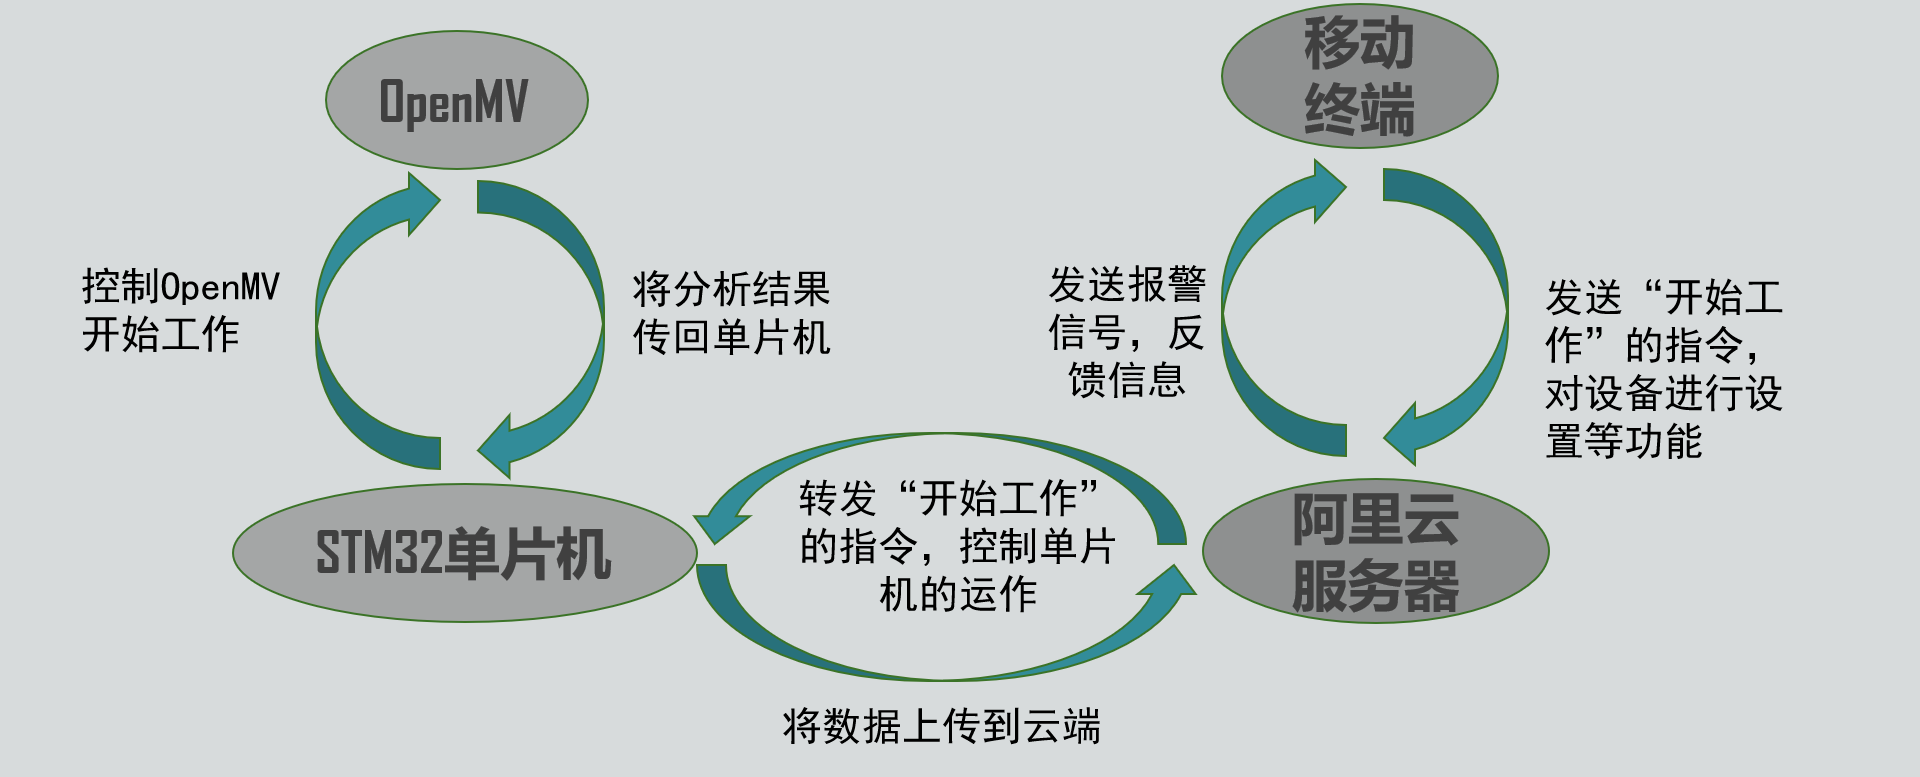 OpenMV
移动
终端
控制OpenMV
开始工作
将分析结果
传回单片机
发送报警
信号，反
馈信息
发送“开始工
作”的指令，
对设备进行设
置等功能
STM32单片机
转发“开始工作”
的指令，控制单片
机的运作
阿里云
服务器
将数据上传到云端